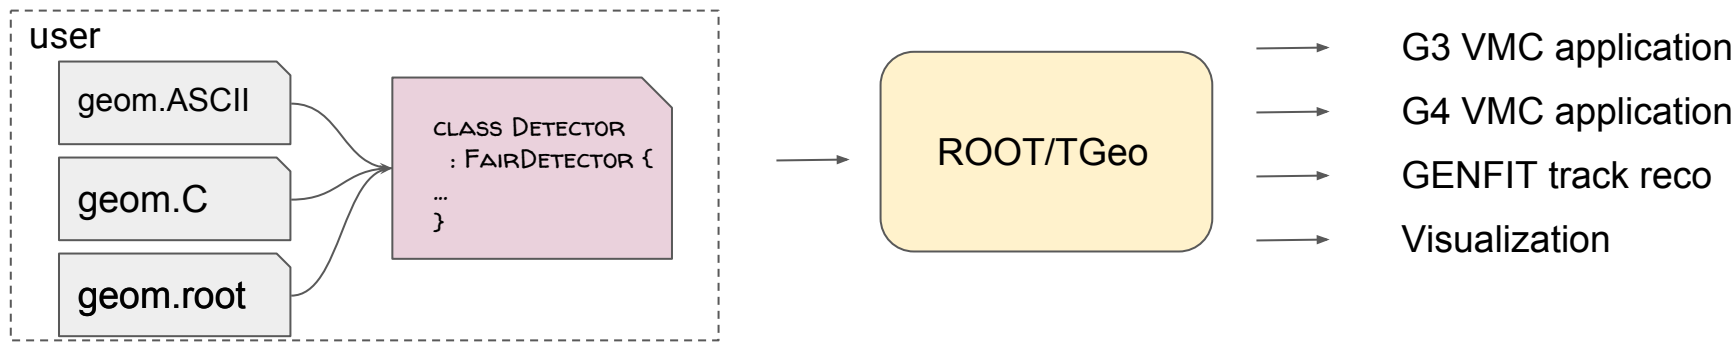 user
geom.ASCII
geom.C
geom.root
CLASS DETECTOR
: FAIRDETECTOR {
...
}
ROOT/TGeo
G3 VMC application
G4 VMC application
GENFIT track reco
Visualization